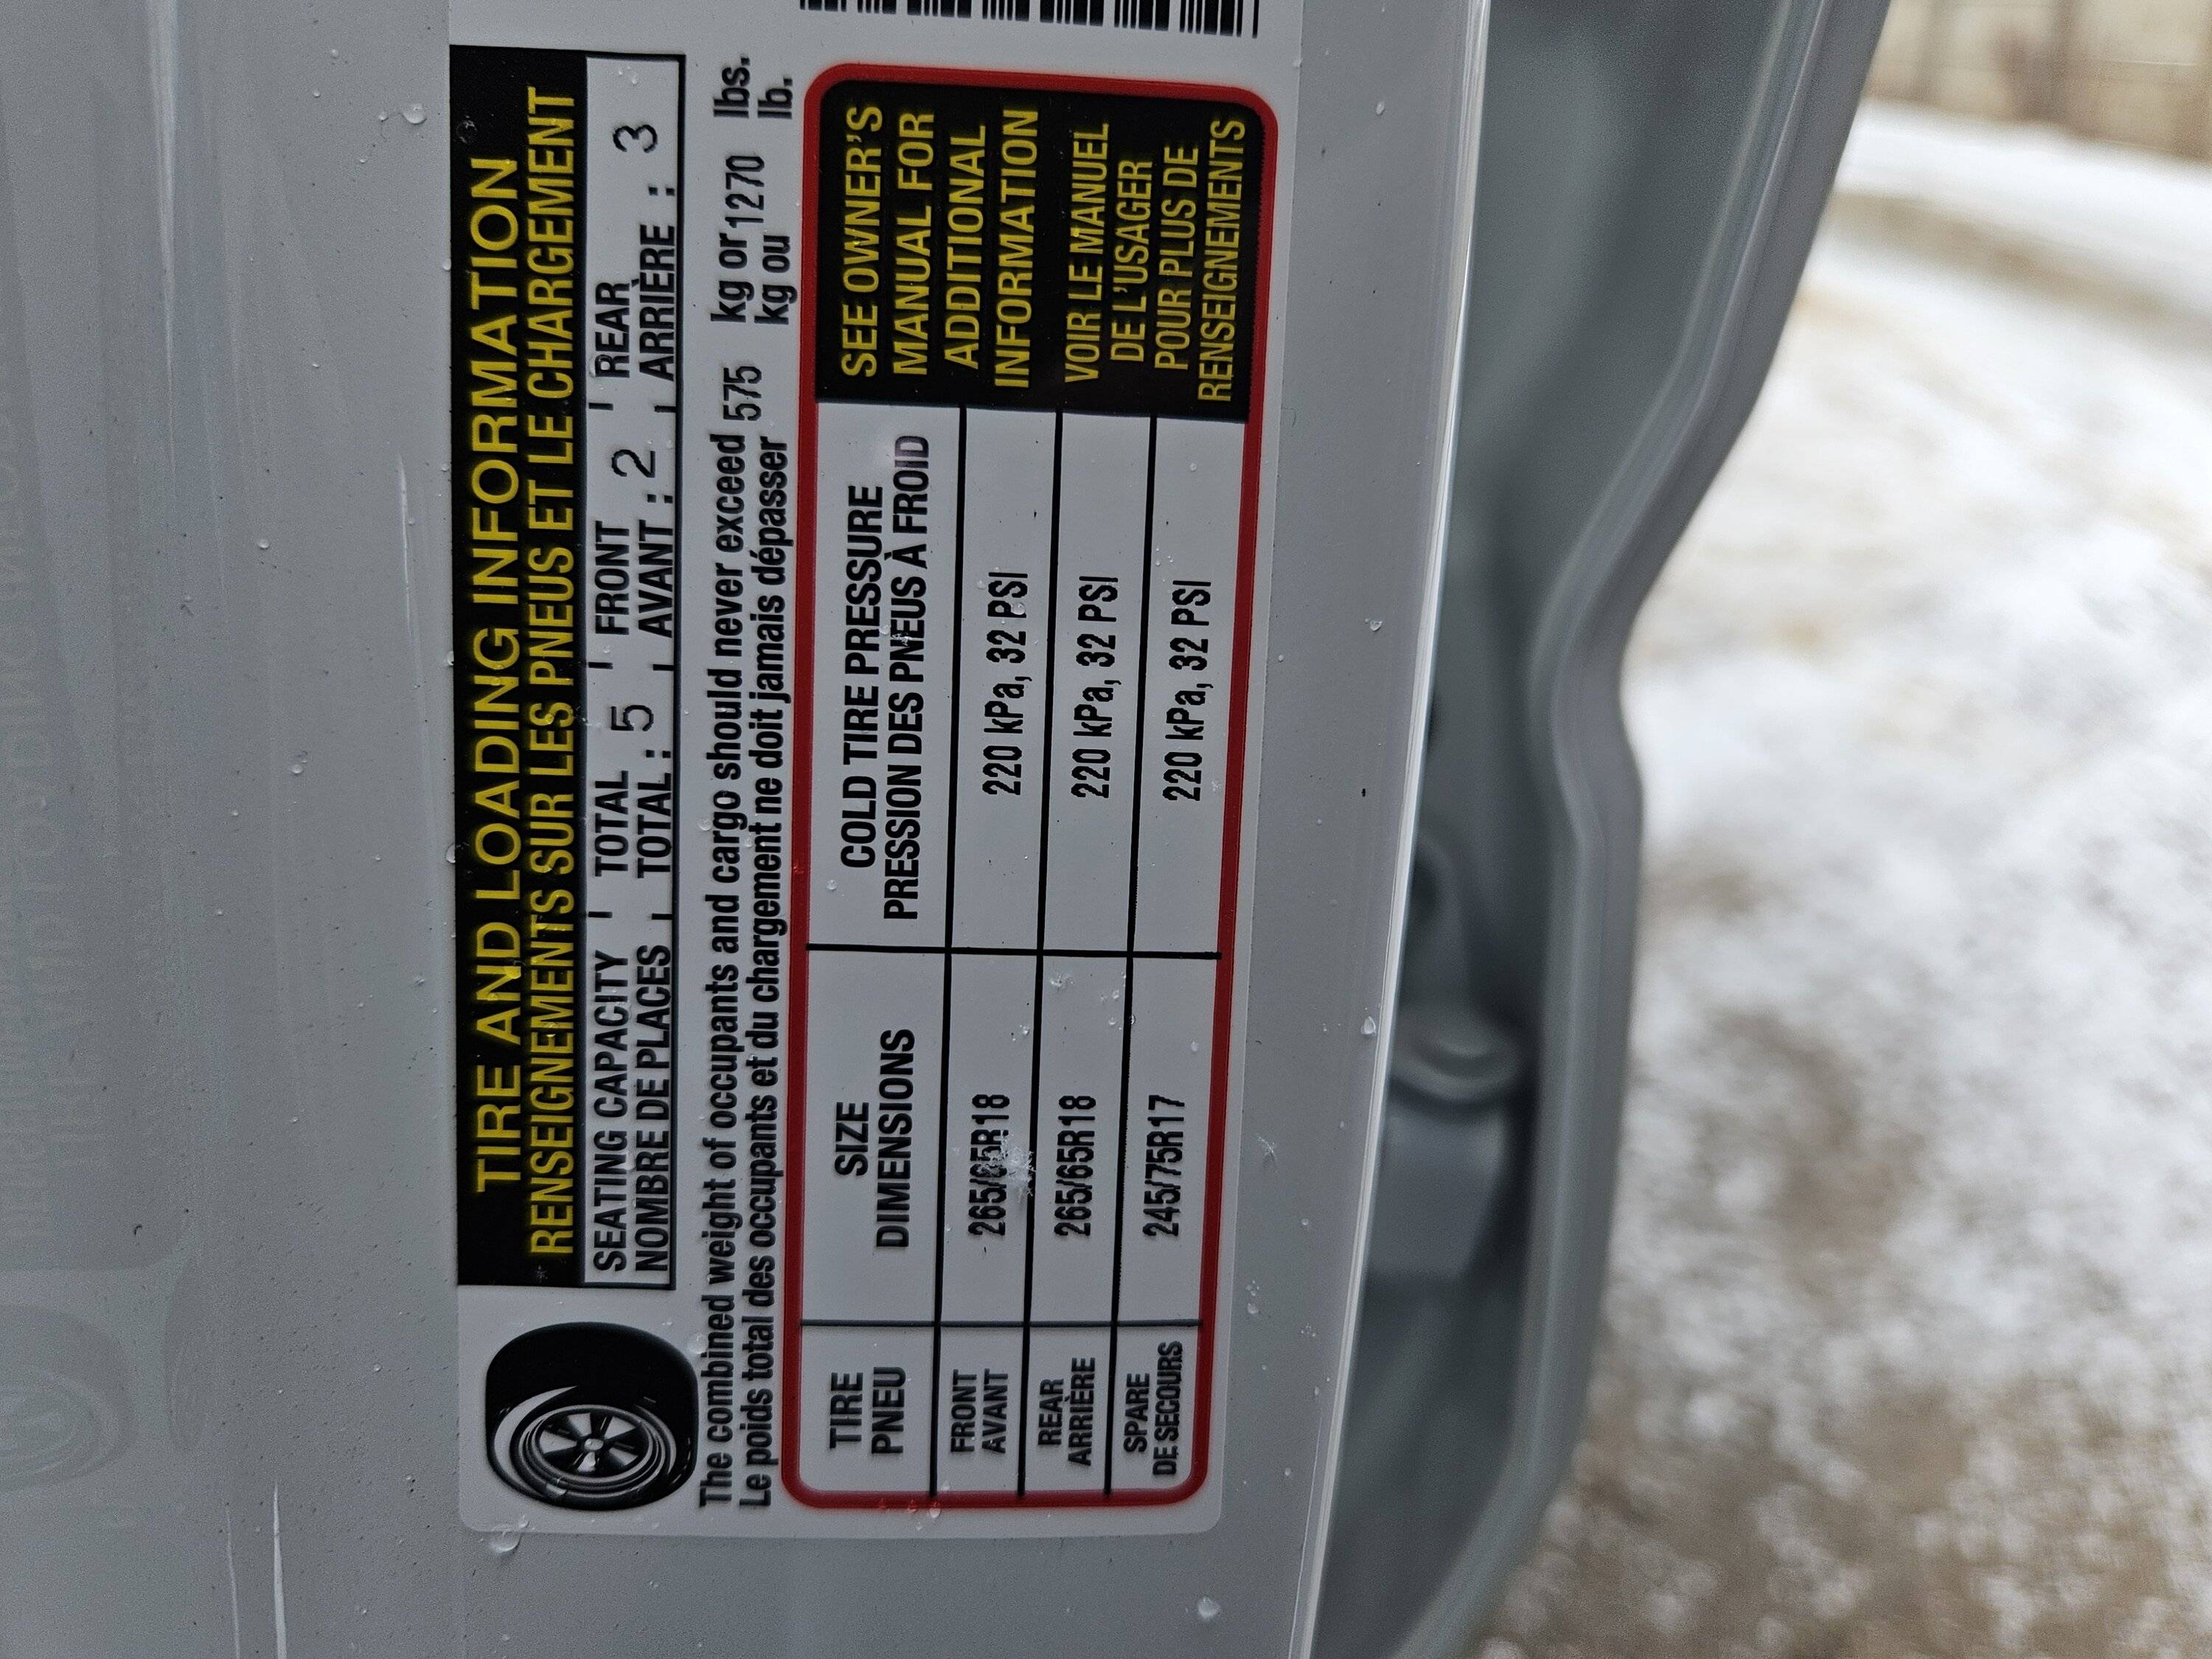 TIRE AND LOADING INFORMATION
RENSEIGNEMENTS SUR LES PNEUS ET LE CHARGEMENT
SEATING CAPACITY TOTAL FRONT REAR
NOMBRE DE PLACES TOTAL : 5 AVANT : 2 ARRIÈRE : 3
The combined weight of occupants and cargo should never exceed 575 kg or 1270 lbs.
Le poids total des occupants et du chargement ne doit jamais dépasser kg ou lb.
TIRE SIZE COLD TIRE PRESSURE
PNEU DIMENSIONS PRESSION DES PNEUS À FROID
FRONT
AVANT 265/65R18 220 kPa, 32 PSI
REAR
ARRIÈRE 265/65R18 220 kPa, 32 PSI
SPARE
DE SECOURS 245/75R17 220 kPa, 32 PSI
SEE OWNER'S
MANUAL FOR
ADDITIONAL
INFORMATION
VOIR LE MANUEL
DE L'USAGER
POUR PLUS DE
RENSEIGNEMENTS